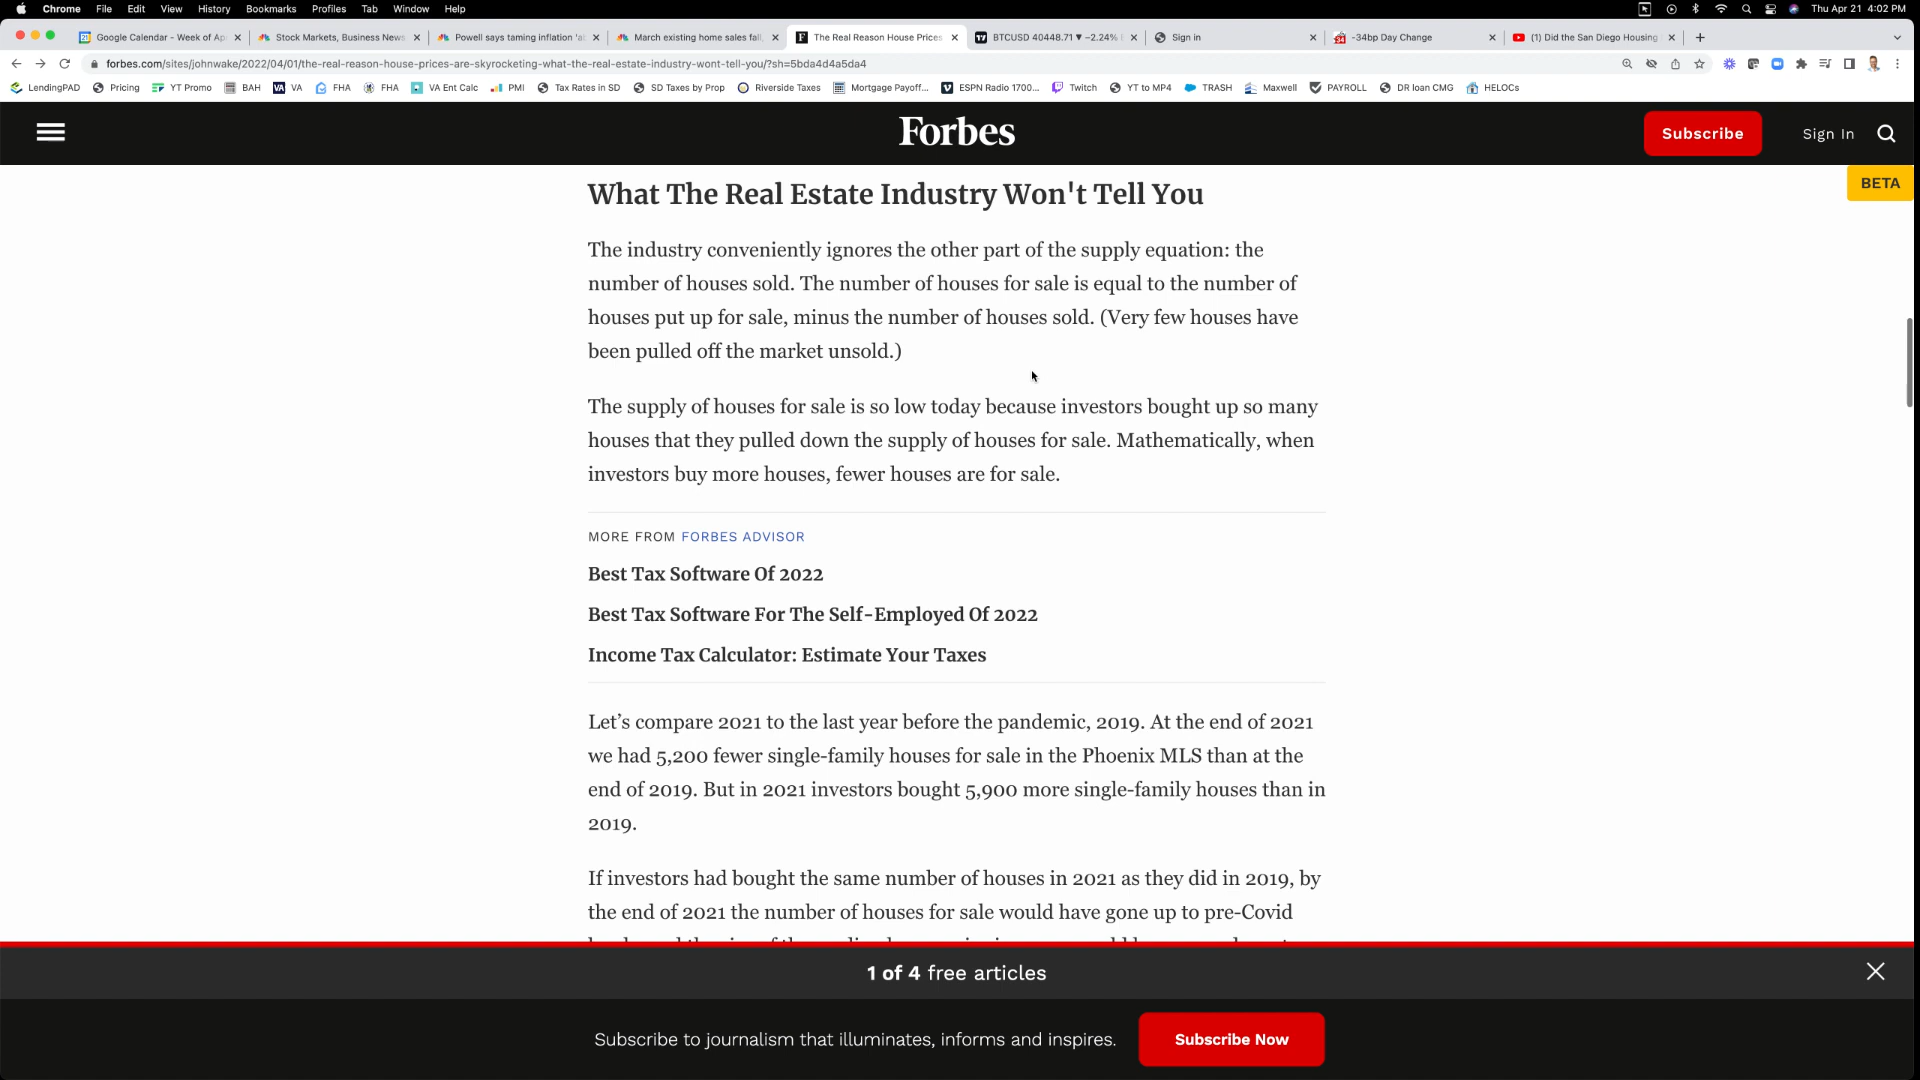 Chrome File Edit View History Bookmarks Profiles Tab Window Help Thu Apr 21 4:02 PM
Google Calendar - Week of Ap Stock Markets, Business News Powell says taming inflation 'ab March existing home sales fall, The Real Reason House Prices BTCUSD 40448.71 ▼ −2.24% Sign in -34bp Day Change (1) Did the San Diego Housing
forbes.com/sites/johnwake/2022/04/01/the-real-reason-house-prices-are-skyrocketing-what-the-real-estate-industry-wont-tell-you/?sh=5bda4d4a5da4
LendingPAD Pricing YT Promo BAH VA FHA FHA VA Ent Calc PMI Tax Rates in SD SD Taxes by Prop Riverside Taxes Mortgage Payoff... ESPN Radio 1700... Twitch YT to MP4 TRASH Maxwell PAYROLL DR loan CMG HELOCs
Forbes
Subscribe
Sign In
BETA
What The Real Estate Industry Won't Tell You
The industry conveniently ignores the other part of the supply equation: the
number of houses sold. The number of houses for sale is equal to the number of
houses put up for sale, minus the number of houses sold. (Very few houses have
been pulled off the market unsold.)
The supply of houses for sale is so low today because investors bought up so many
houses that they pulled down the supply of houses for sale. Mathematically, when
investors buy more houses, fewer houses are for sale.
MORE FROM FORBES ADVISOR
Best Tax Software Of 2022
Best Tax Software For The Self-Employed Of 2022
Income Tax Calculator: Estimate Your Taxes
Let’s compare 2021 to the last year before the pandemic, 2019. At the end of 2021
we had 5,200 fewer single-family houses for sale in the Phoenix MLS than at the
end of 2019. But in 2021 investors bought 5,900 more single-family houses than in
2019.
If investors had bought the same number of houses in 2021 as they did in 2019, by
the end of 2021 the number of houses for sale would have gone up to pre-Covid
1 of 4 free articles
Subscribe to journalism that illuminates, informs and inspires.
Subscribe Now